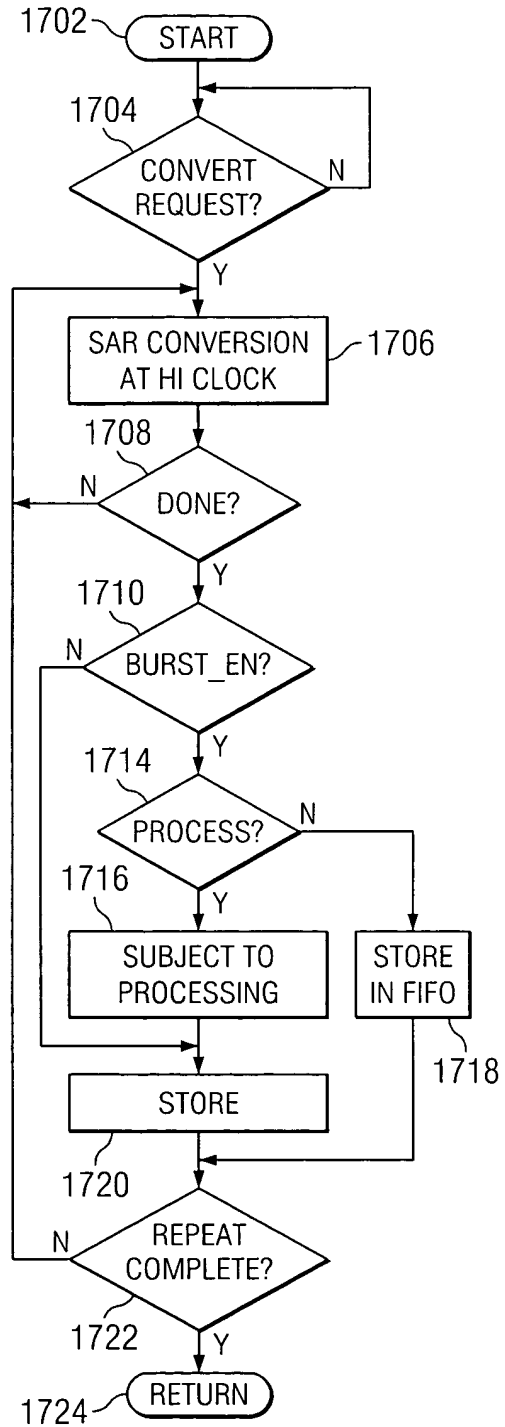 1702
START
1704
CONVERT
REQUEST?
N
Y
SAR CONVERSION
AT HI CLOCK
1706
1708
N
DONE?
Y
1710
N
BURST_EN?
Y
1714
PROCESS?
N
Y
1716
SUBJECT TO
PROCESSING
STORE
IN FIFO
1718
STORE
1720
N
REPEAT
COMPLETE?
1722
Y
RETURN
1724